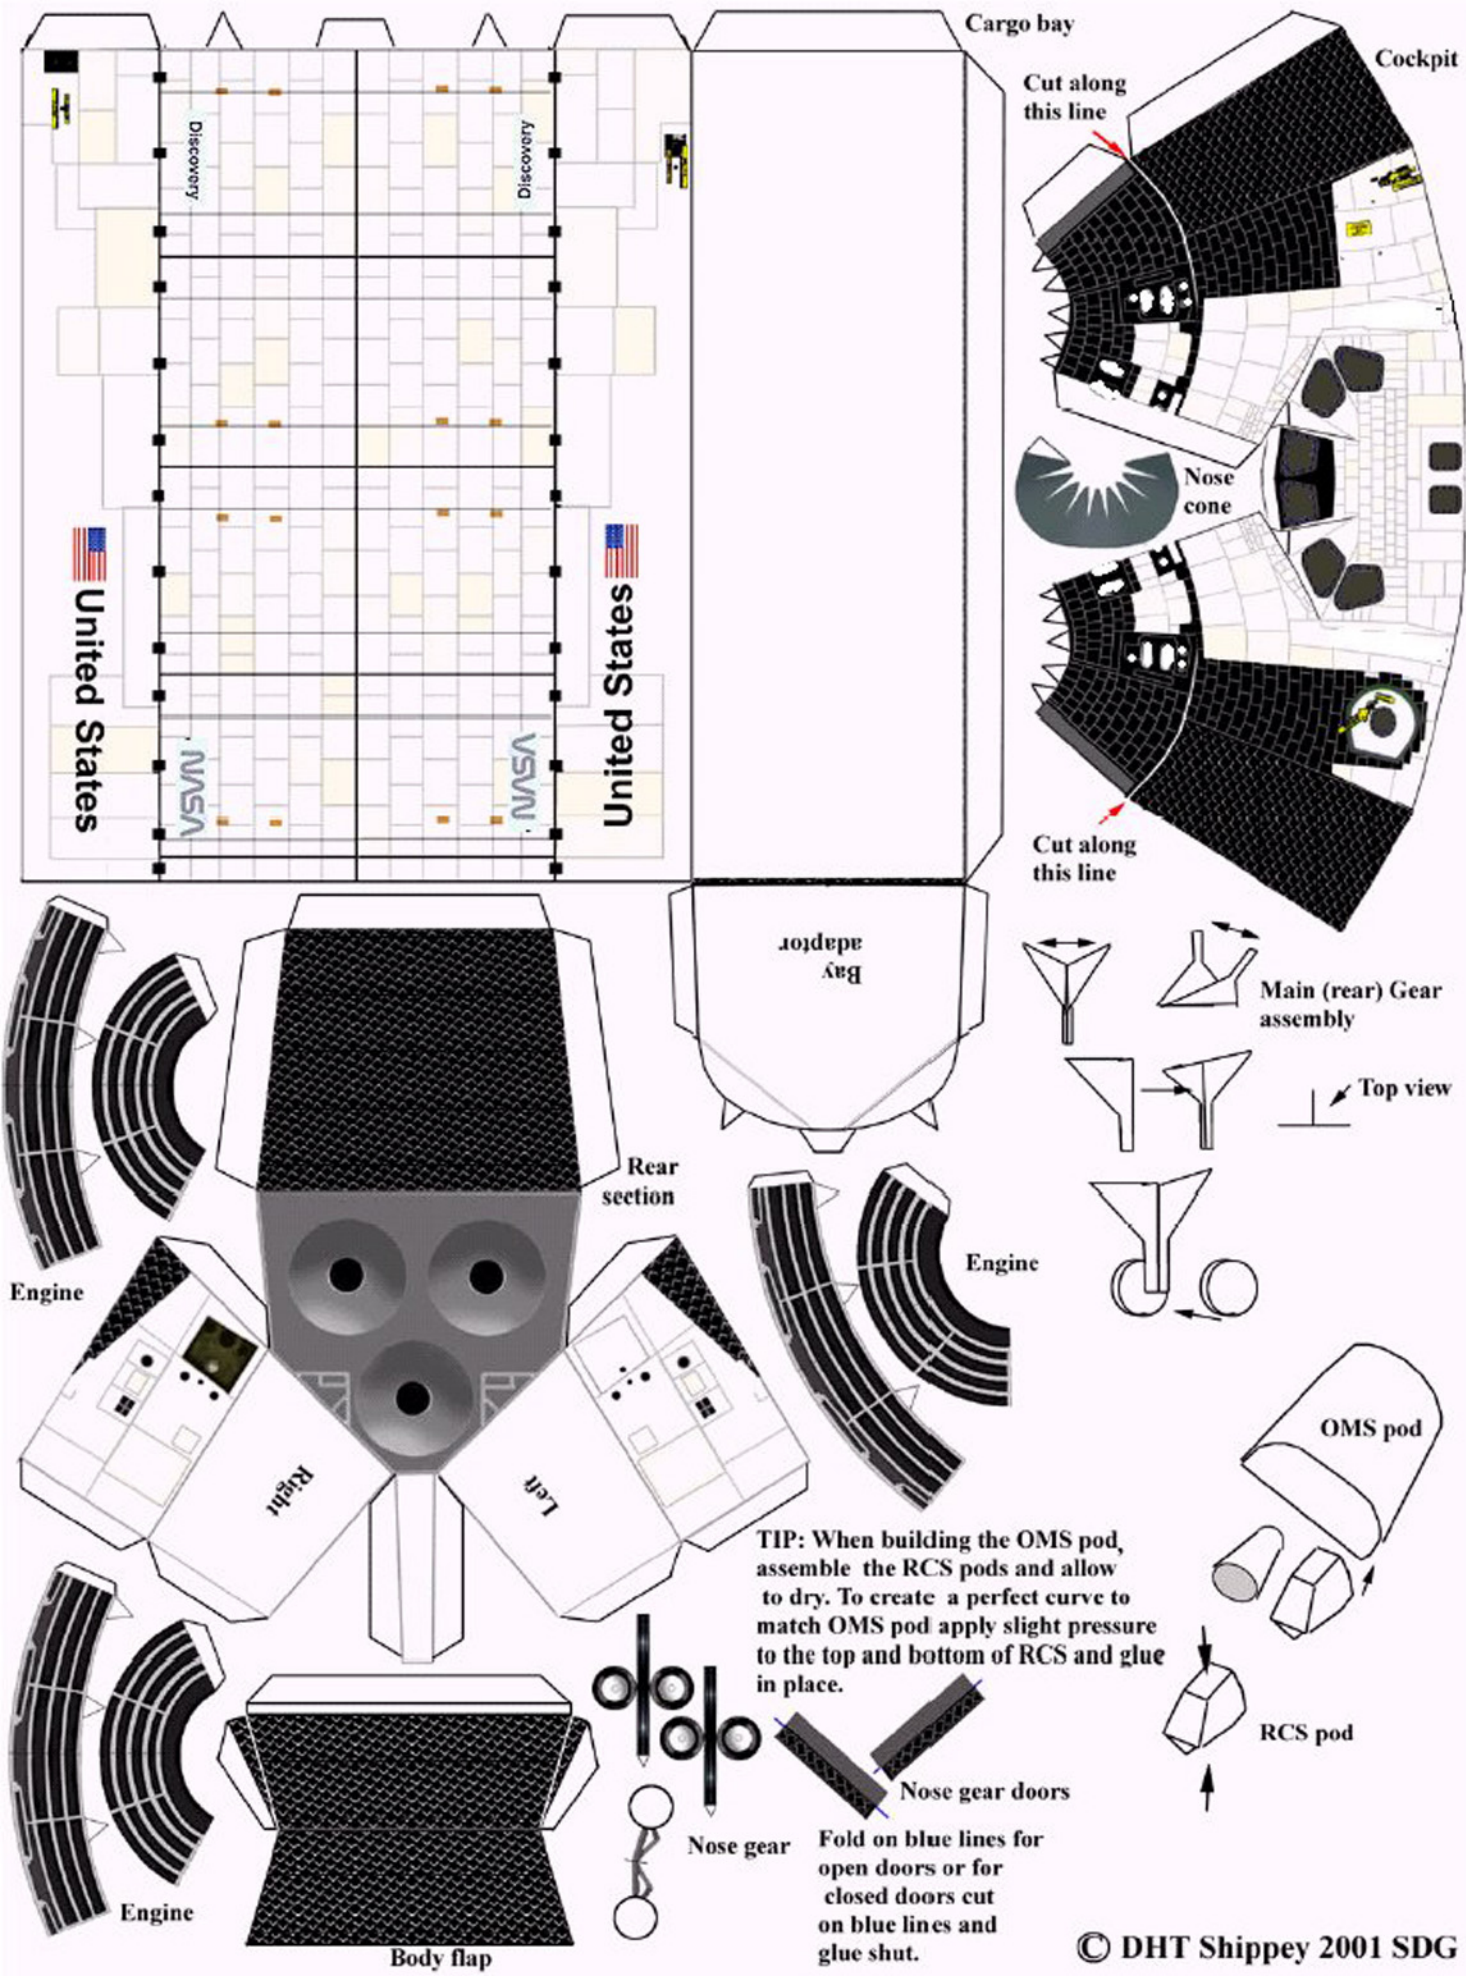 Cargo bay
Cockpit
Cut along
this line
Discovery
Discovery
Nose
cone
United States
United States
NASA
NASA
Cut along
this line
Bay
adaptor
Main (rear) Gear
assembly
Top view
Rear
section
Engine
Engine
Right
Left
OMS pod
TIP: When building the OMS pod,
assemble the RCS pods and allow
to dry. To create a perfect curve to
match OMS pod apply slight pressure
to the top and bottom of RCS and glue
in place.
RCS pod
Nose gear doors
Nose gear
Fold on blue lines for
open doors or for
closed doors cut
on blue lines and
glue shut.
Engine
Body flap
© DHT Shippey 2001 SDG